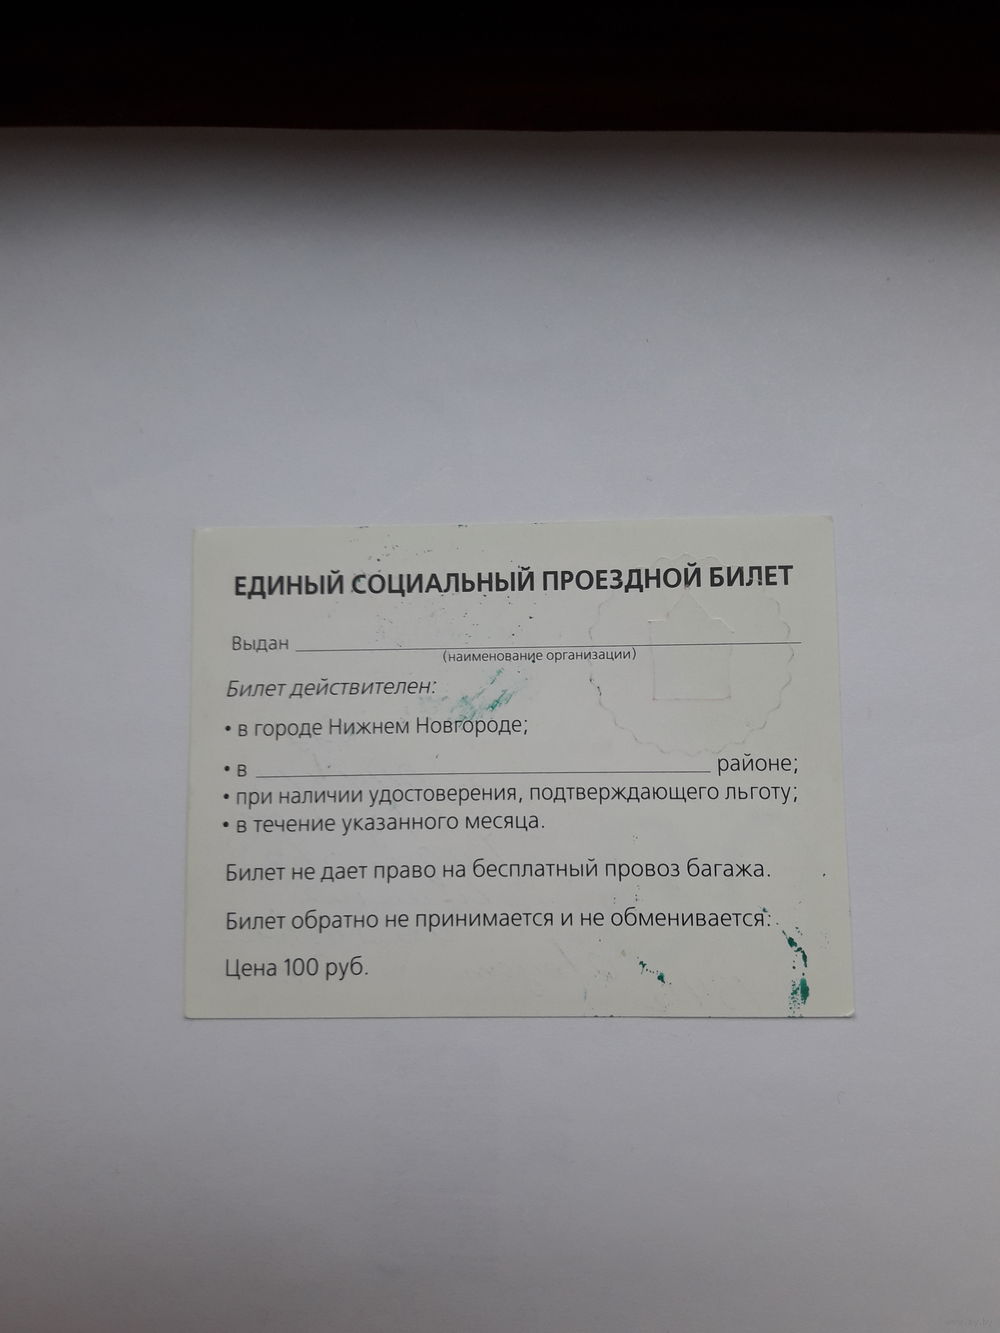 ЕДИНЫЙ СОЦИАЛЬНЫЙ ПРОЕЗДНОЙ БИЛЕТ
Выдан
(наименование организации)
Билет действителен:
• в городе Нижнем Новгороде;
• в районе;
• при наличии удостоверения, подтверждающего льготу;
• в течение указанного месяца.
Билет не дает право на бесплатный провоз багажа.
Билет обратно не принимается и не обменивается.
Цена 100 руб.